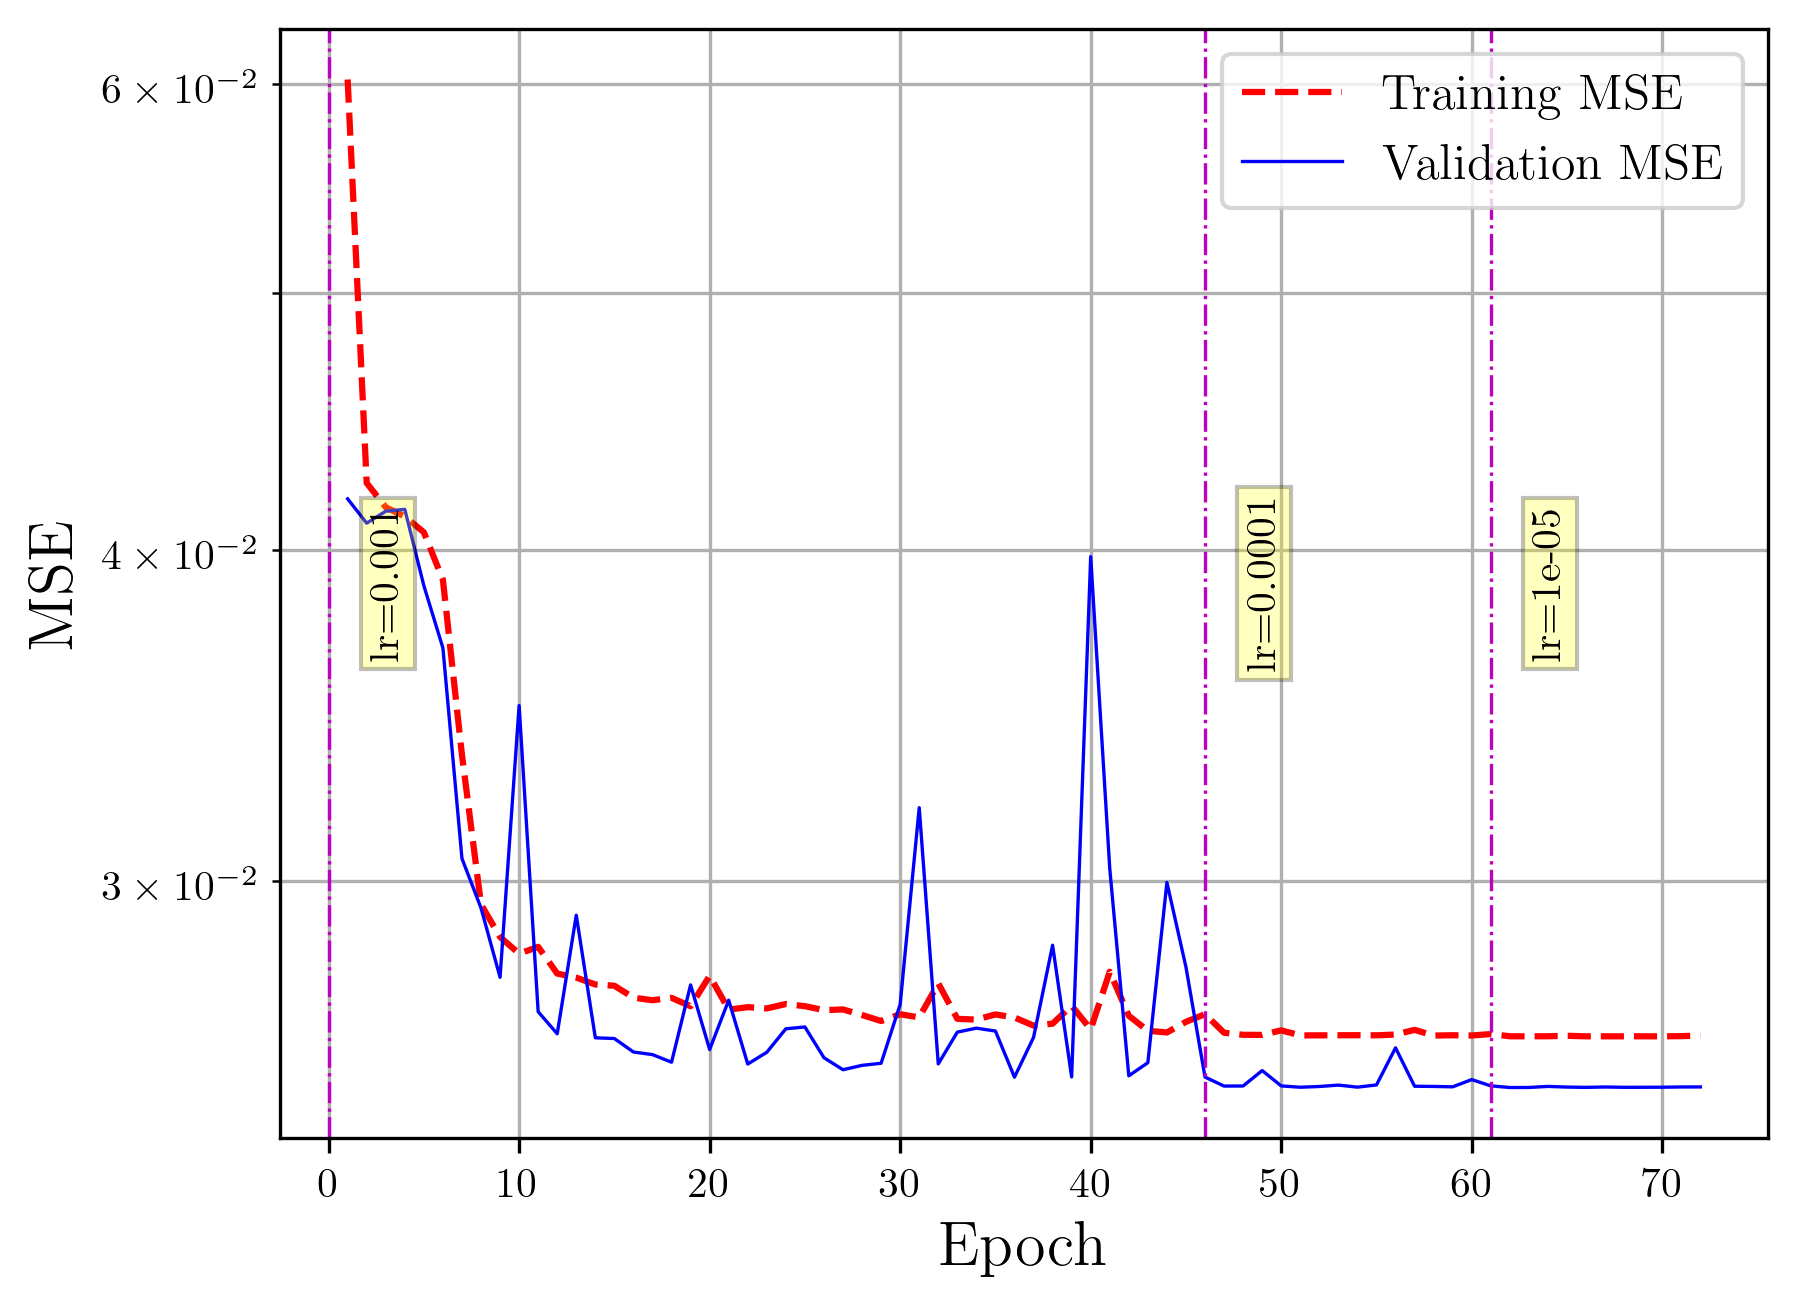 Training MSE
Validation MSE
6 × 10⁻²
4 × 10⁻²
3 × 10⁻²
MSE
lr=0.001
lr=0.0001
lr=1e-05
0 10 20 30 40 50 60 70
Epoch